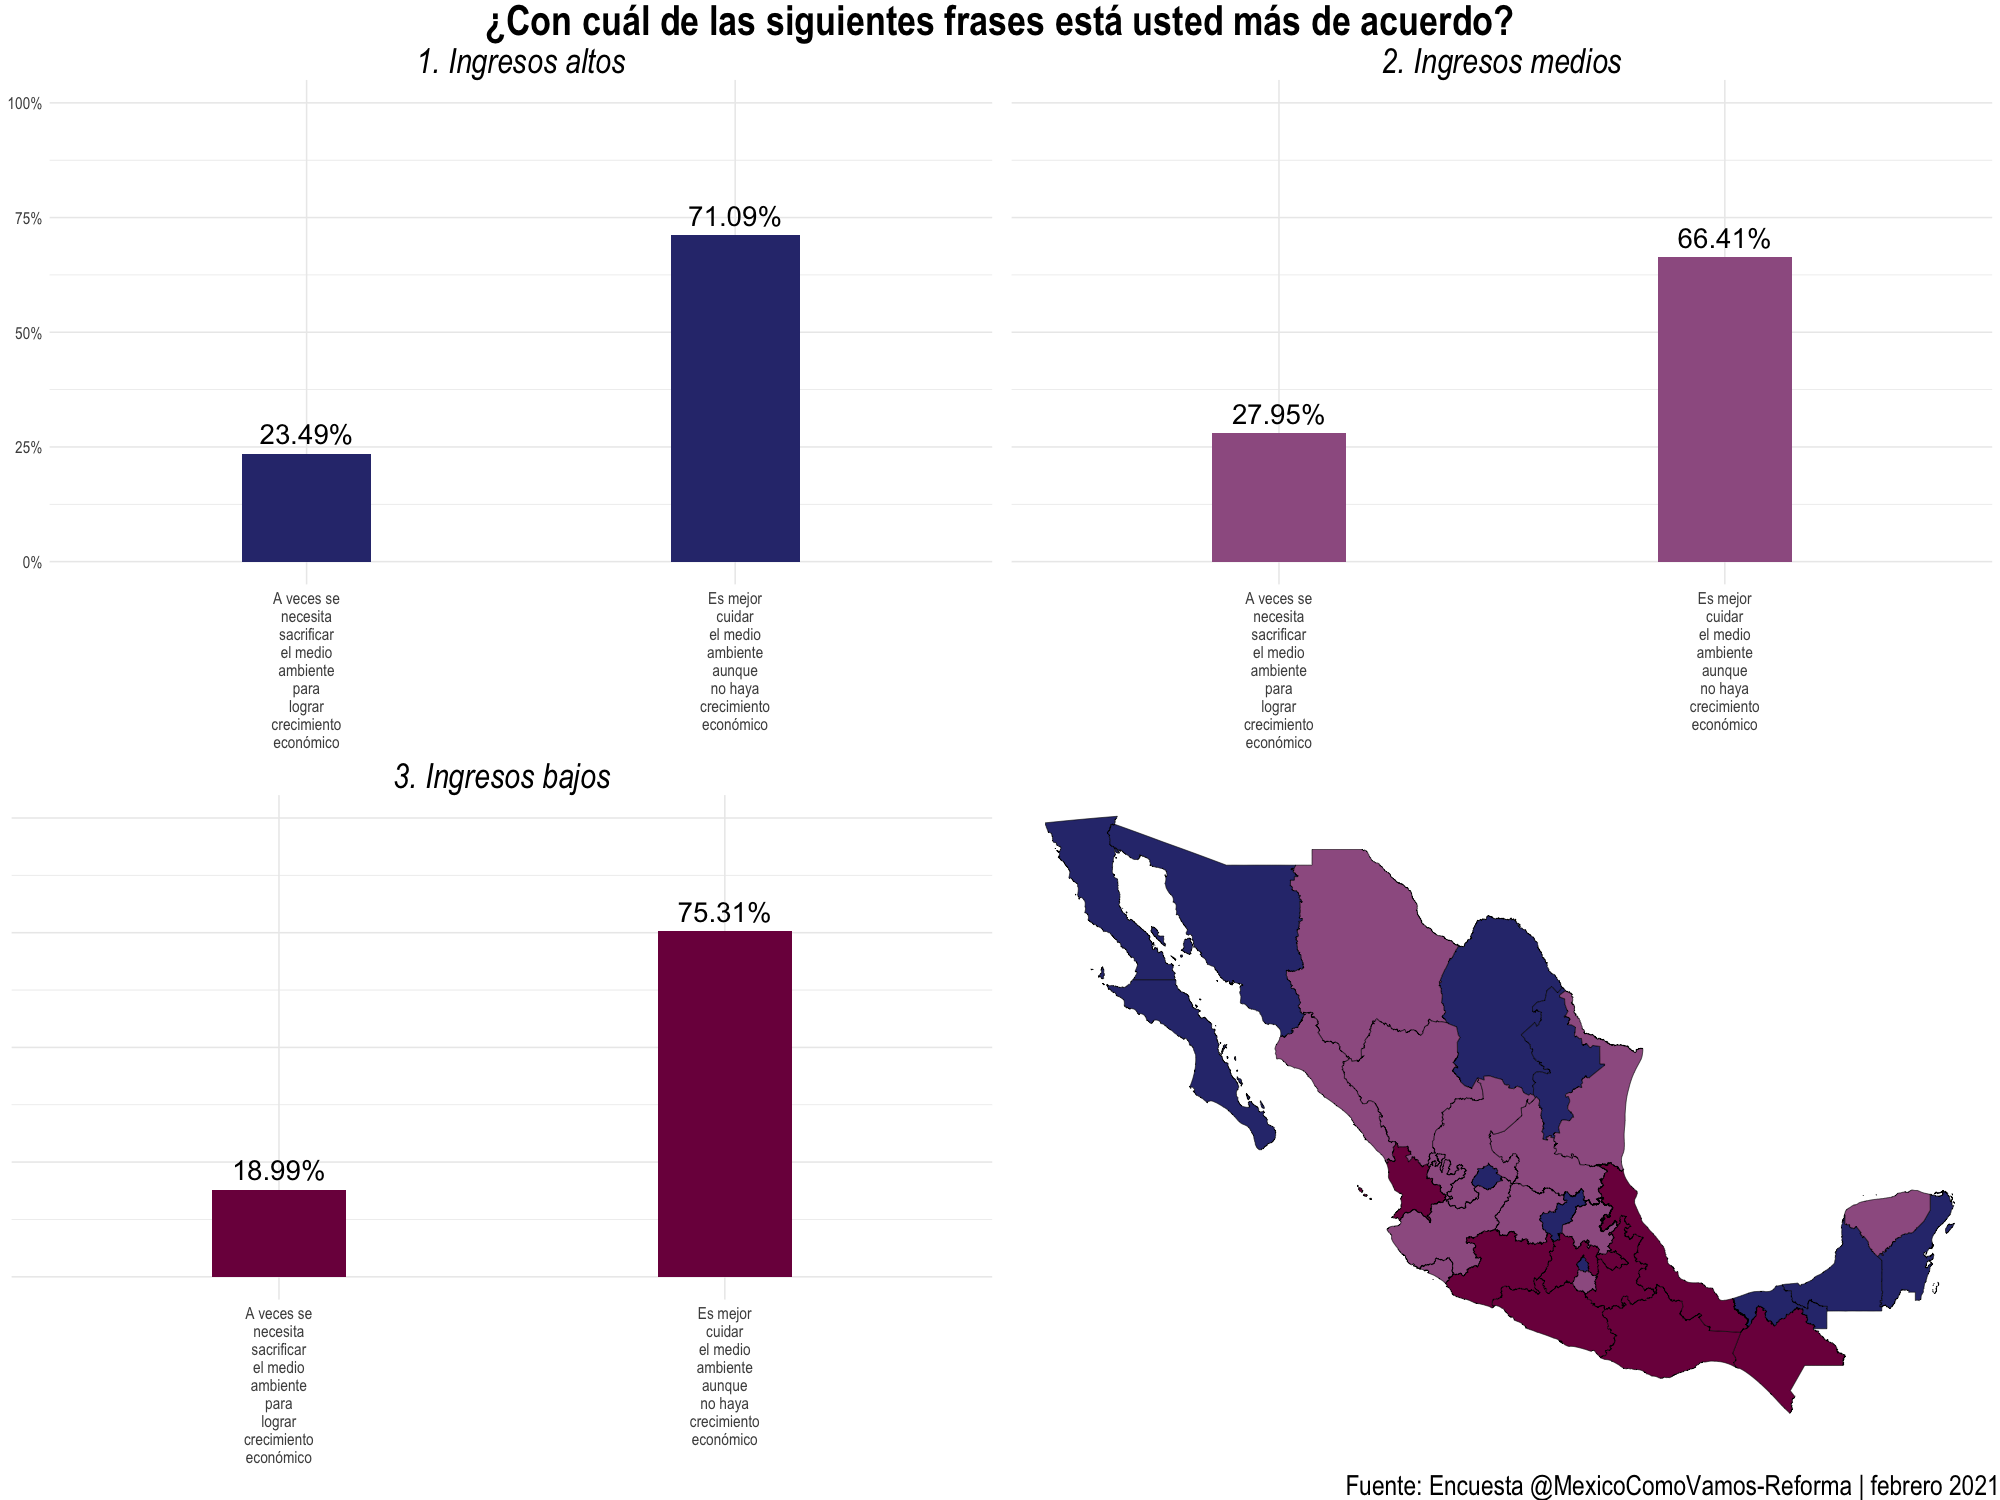 ¿Con cuál de las siguientes frases está usted más de acuerdo?
1. Ingresos altos
100%
75%
50%
25%
0%
23.49%
71.09%
A veces se
necesita
sacrificar
el medio
ambiente
para
lograr
crecimiento
económico
Es mejor
cuidar
el medio
ambiente
aunque
no haya
crecimiento
económico
2. Ingresos medios
27.95%
66.41%
A veces se
necesita
sacrificar
el medio
ambiente
para
lograr
crecimiento
económico
Es mejor
cuidar
el medio
ambiente
aunque
no haya
crecimiento
económico
3. Ingresos bajos
18.99%
75.31%
A veces se
necesita
sacrificar
el medio
ambiente
para
lograr
crecimiento
económico
Es mejor
cuidar
el medio
ambiente
aunque
no haya
crecimiento
económico
Fuente: Encuesta @MexicoComoVamos-Reforma | febrero 2021